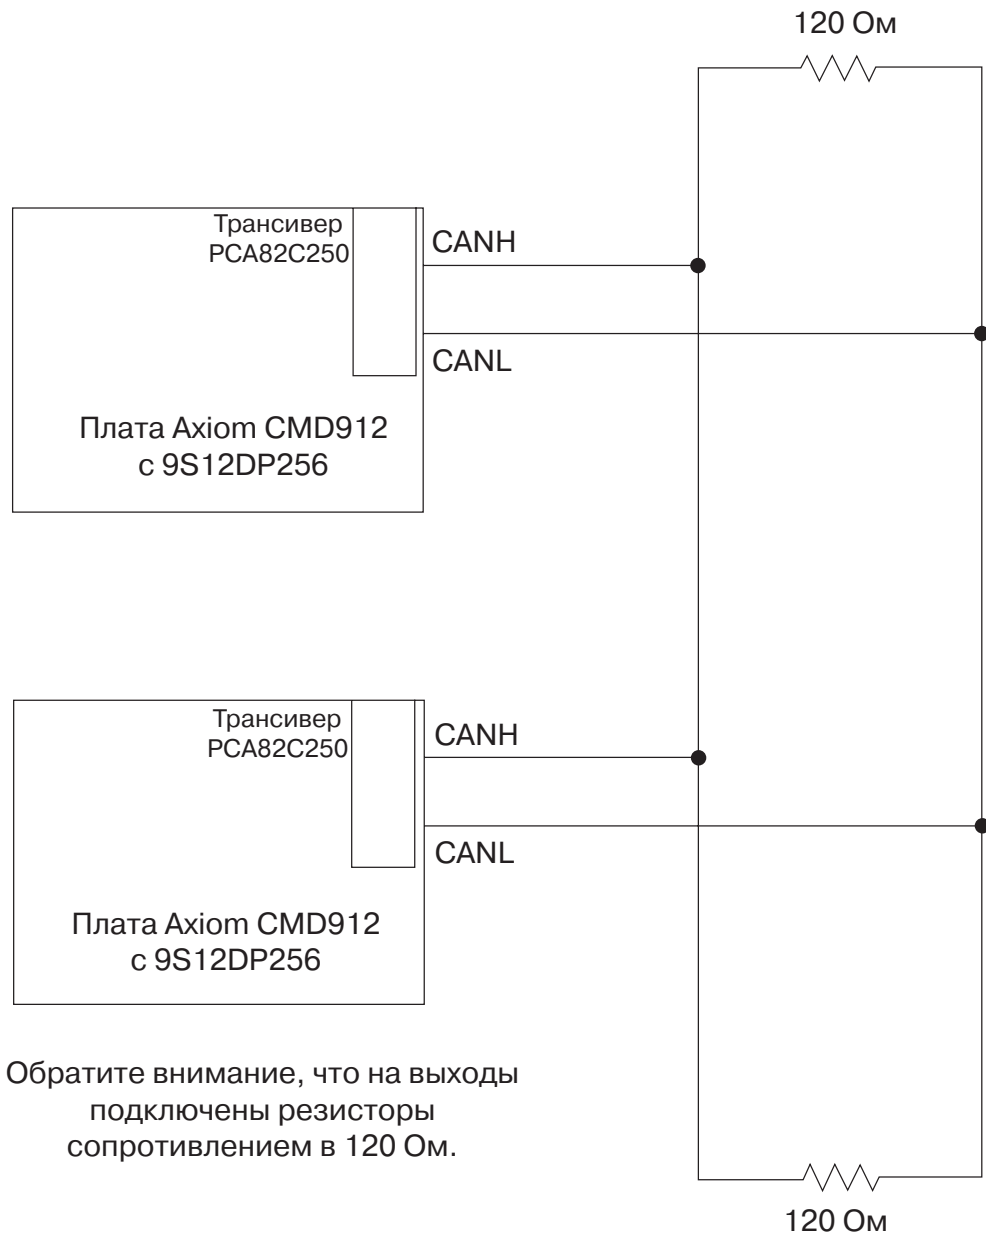 120 Ом
Трансивер
PCA82C250
CANH
CANL
Плата Axiom CMD912
с 9S12DP256
Трансивер
PCA82C250
CANH
CANL
Плата Axiom CMD912
с 9S12DP256
Обратите внимание, что на выходы
подключены резисторы
сопротивлением в 120 Ом.
120 Ом